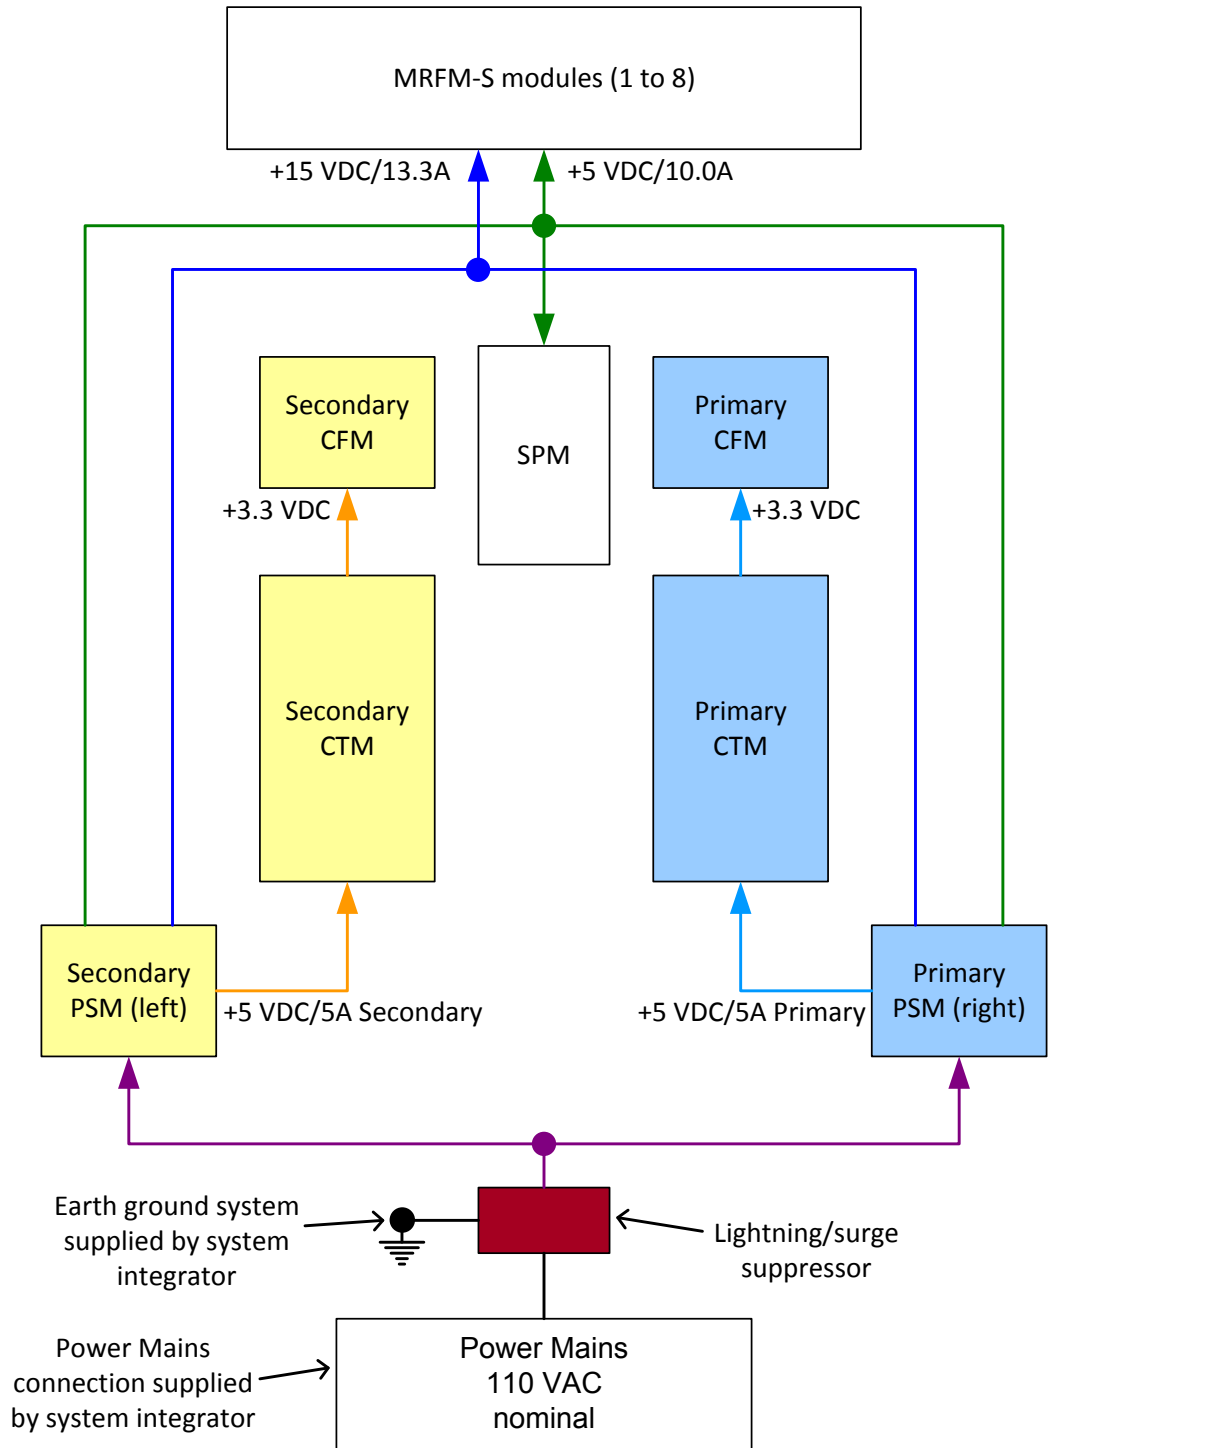 MRFM-S modules (1 to 8)
+15 VDC/13.3A
+5 VDC/10.0A
Secondary
CFM
SPM
Primary
CFM
+3.3 VDC
+3.3 VDC
Secondary
CTM
Primary
CTM
Secondary
PSM (left)
+5 VDC/5A Secondary
+5 VDC/5A Primary
Primary
PSM (right)
Earth ground system
supplied by system
integrator
Lightning/surge
suppressor
Power Mains
connection supplied
by system integrator
Power Mains
110 VAC
nominal